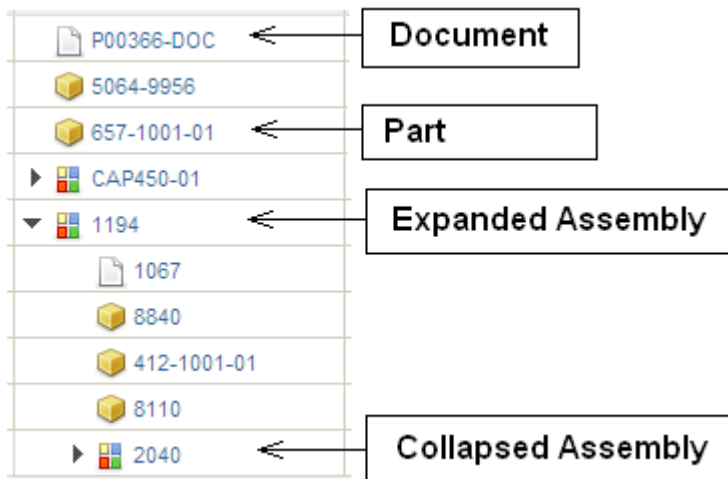 P00366-DOC Document
5064-9956
657-1001-01 Part
CAP450-01
1194 Expanded Assembly
1067
8840
412-1001-01
8110
2040 Collapsed Assembly